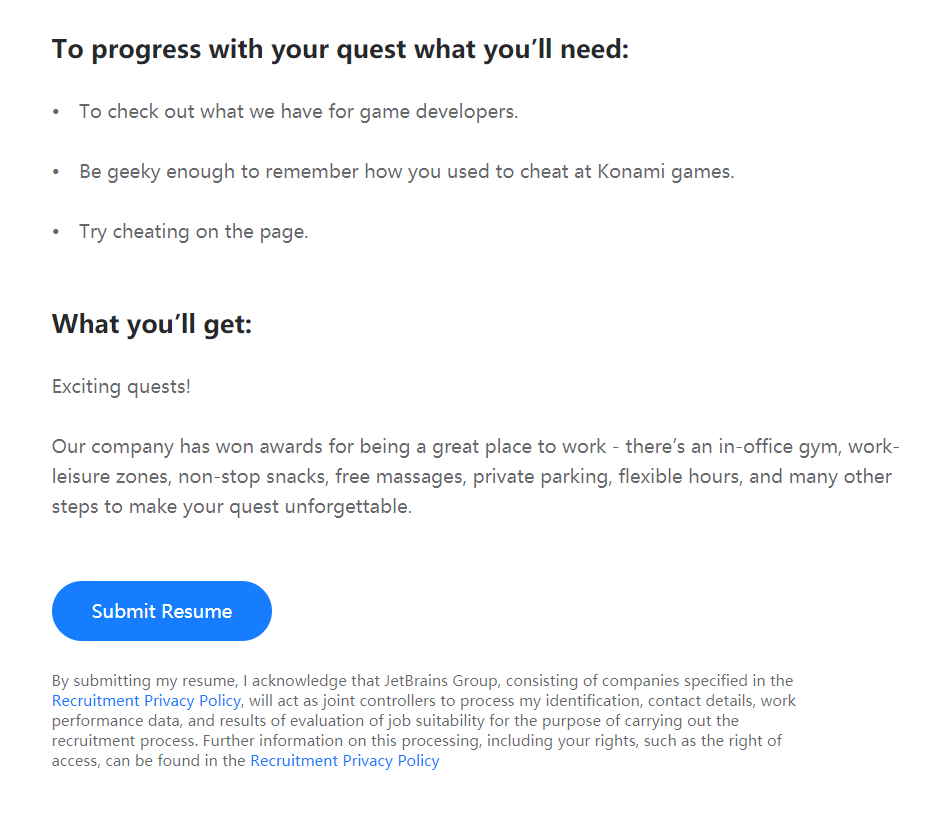 To progress with your quest what you’ll need:
• To check out what we have for game developers.
• Be geeky enough to remember how you used to cheat at Konami games.
• Try cheating on the page.
What you’ll get:
Exciting quests!
Our company has won awards for being a great place to work - there’s an in-office gym, work-
leisure zones, non-stop snacks, free massages, private parking, flexible hours, and many other
steps to make your quest unforgettable.
Submit Resume
By submitting my resume, I acknowledge that JetBrains Group, consisting of companies specified in the
Recruitment Privacy Policy, will act as joint controllers to process my identification, contact details, work
performance data, and results of evaluation of job suitability for the purpose of carrying out the
recruitment process. Further information on this processing, including your rights, such as the right of
access, can be found in the Recruitment Privacy Policy